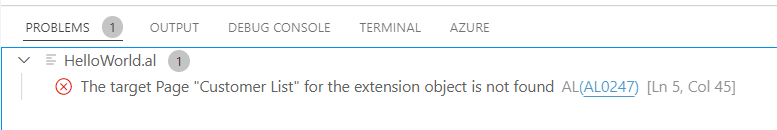 PROBLEMS 1 OUTPUT DEBUG CONSOLE TERMINAL AZURE
HelloWorld.al 1
The target Page "Customer List" for the extension object is not found AL(AL0247) [Ln 5, Col 45]